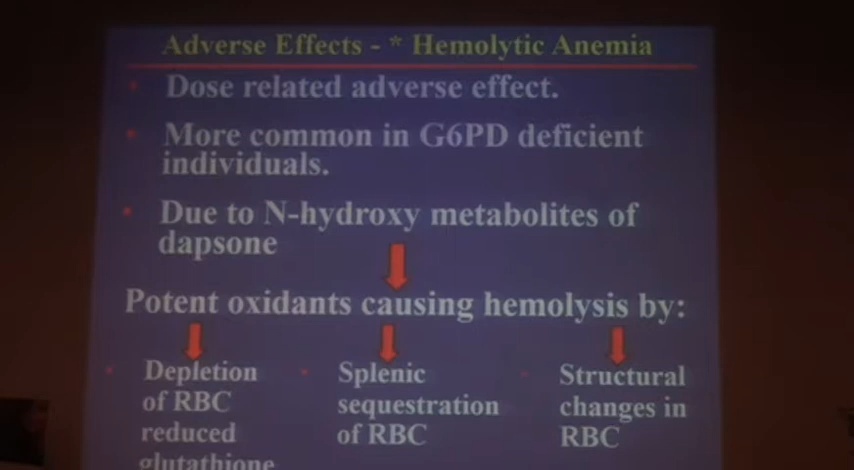 Adverse Effects - * Hemolytic Anemia
• Dose related adverse effect.
• More common in G6PD deficient
individuals.
• Due to N-hydroxy metabolites of
dapsone
Potent oxidants causing hemolysis by:
• Depletion
of RBC
reduced
glutathione
• Splenic
sequestration
of RBC
• Structural
changes in
RBC